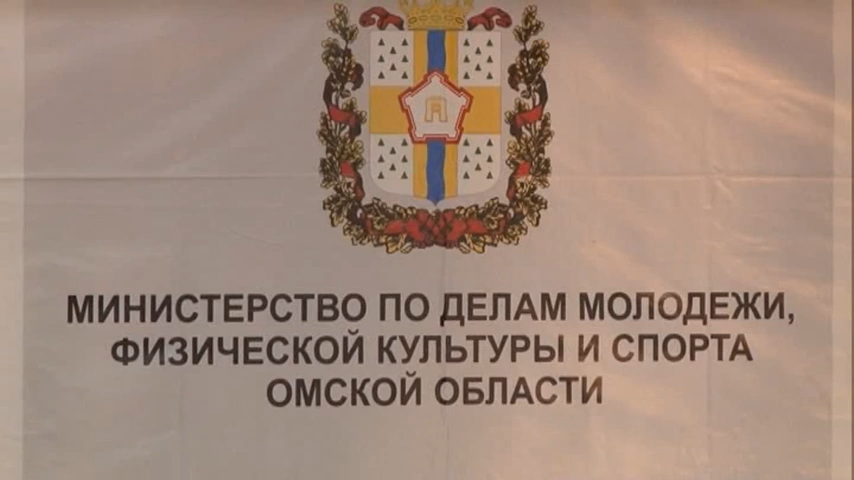 МИНИСТЕРСТВО ПО ДЕЛАМ МОЛОДЕЖИ,
ФИЗИЧЕСКОЙ КУЛЬТУРЫ И СПОРТА
ОМСКОЙ ОБЛАСТИ